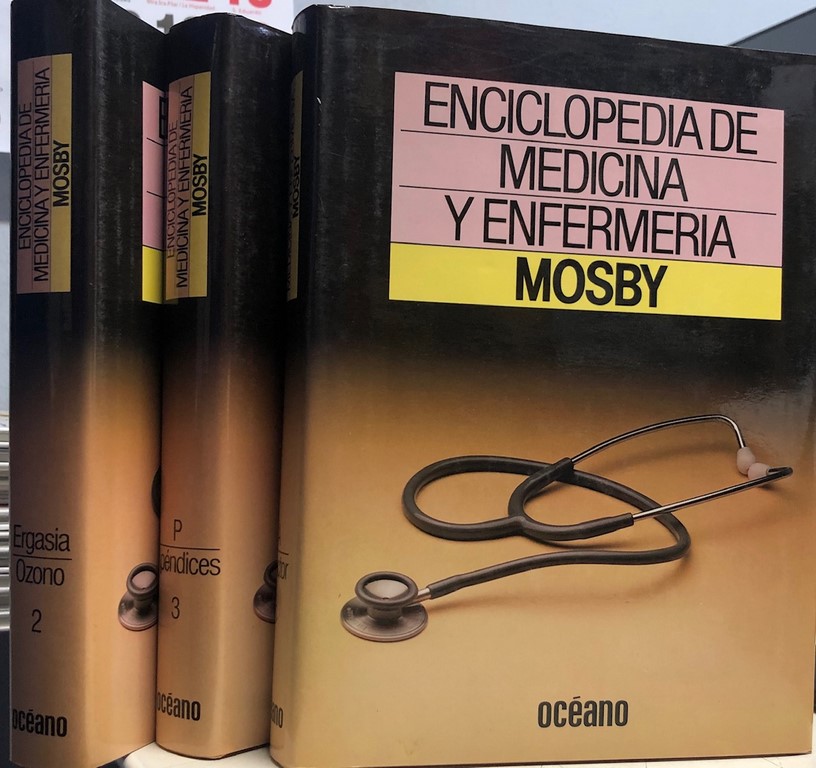 ENCICLOPEDIA DE
MEDICINA Y ENFERMERIA
MOSBY
Ergasia
Ozono
2
océano
ENCICLOPEDIA DE
MEDICINA Y ENFERMERIA
MOSBY
P
péndices
3
océano
MOSBY
ENCICLOPEDIA DE
MEDICINA
Y ENFERMERIA
MOSBY
océano